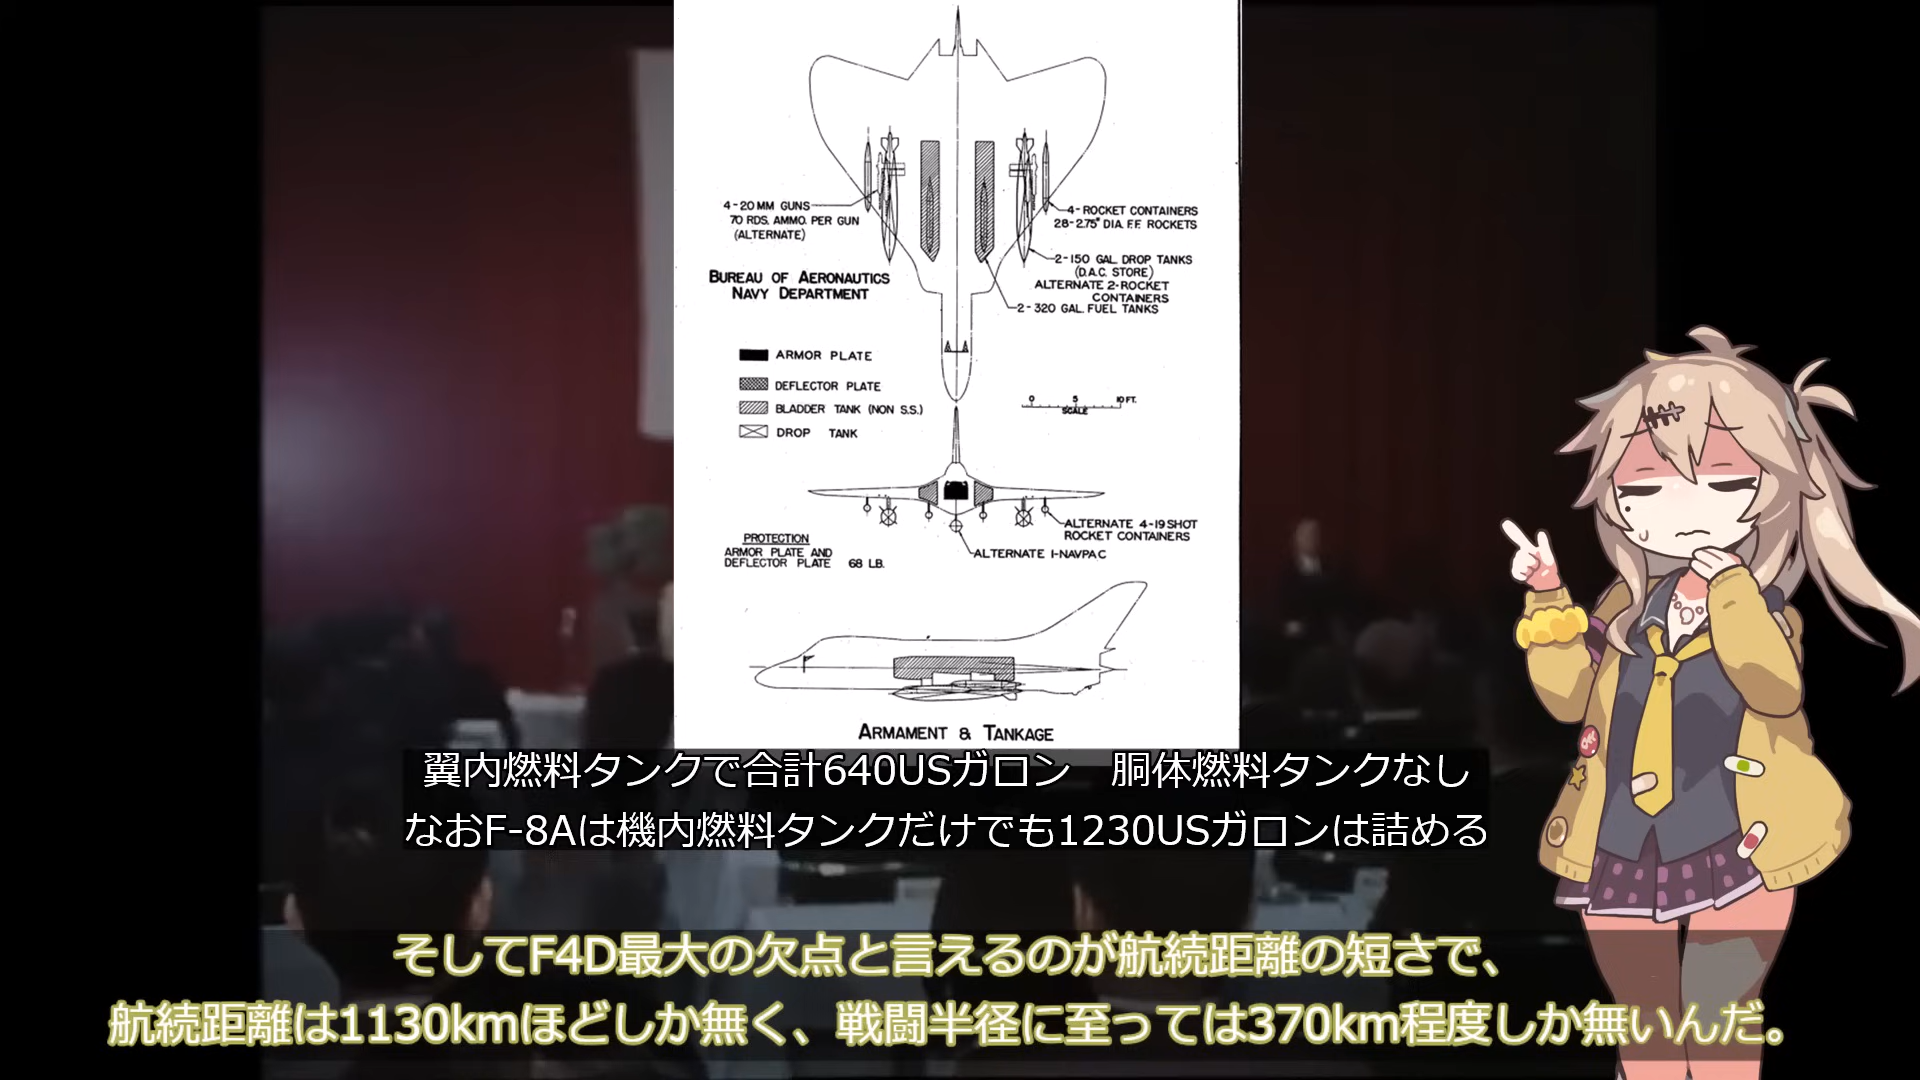 4-20 MM GUNS
70 RDS. AMMO. PER GUN
(ALTERNATE)
4-ROCKET CONTAINERS
28-2.75" DIA. F.F. ROCKETS
2-150 GAL. DROP TANKS
(D.A.C. STORE)
ALTERNATE 2-ROCKET
CONTAINERS
2-320 GAL. FUEL TANKS
BUREAU OF AERONAUTICS
NAVY DEPARTMENT
ARMOR PLATE
DEFLECTOR PLATE
BLADDER TANK (NON S.S.)
DROP TANK
0 5 10 FT.
SCALE
ALTERNATE 4-19 SHOT
ROCKET CONTAINERS
ALTERNATE 1-NAVPAC
PROTECTION
ARMOR PLATE AND
DEFLECTOR PLATE 68 LB.
ARMAMENT & TANKAGE
翼内燃料タンクで合計640USガロン　胴体燃料タンクなし
なおF-8Aは機内燃料タンクだけでも1230USガロンは詰める
そしてF4D最大の欠点と言えるのが航続距離の短さで、
航続距離は1130kmほどしか無く、戦闘半径に至っては370km程度しか無いんだ。